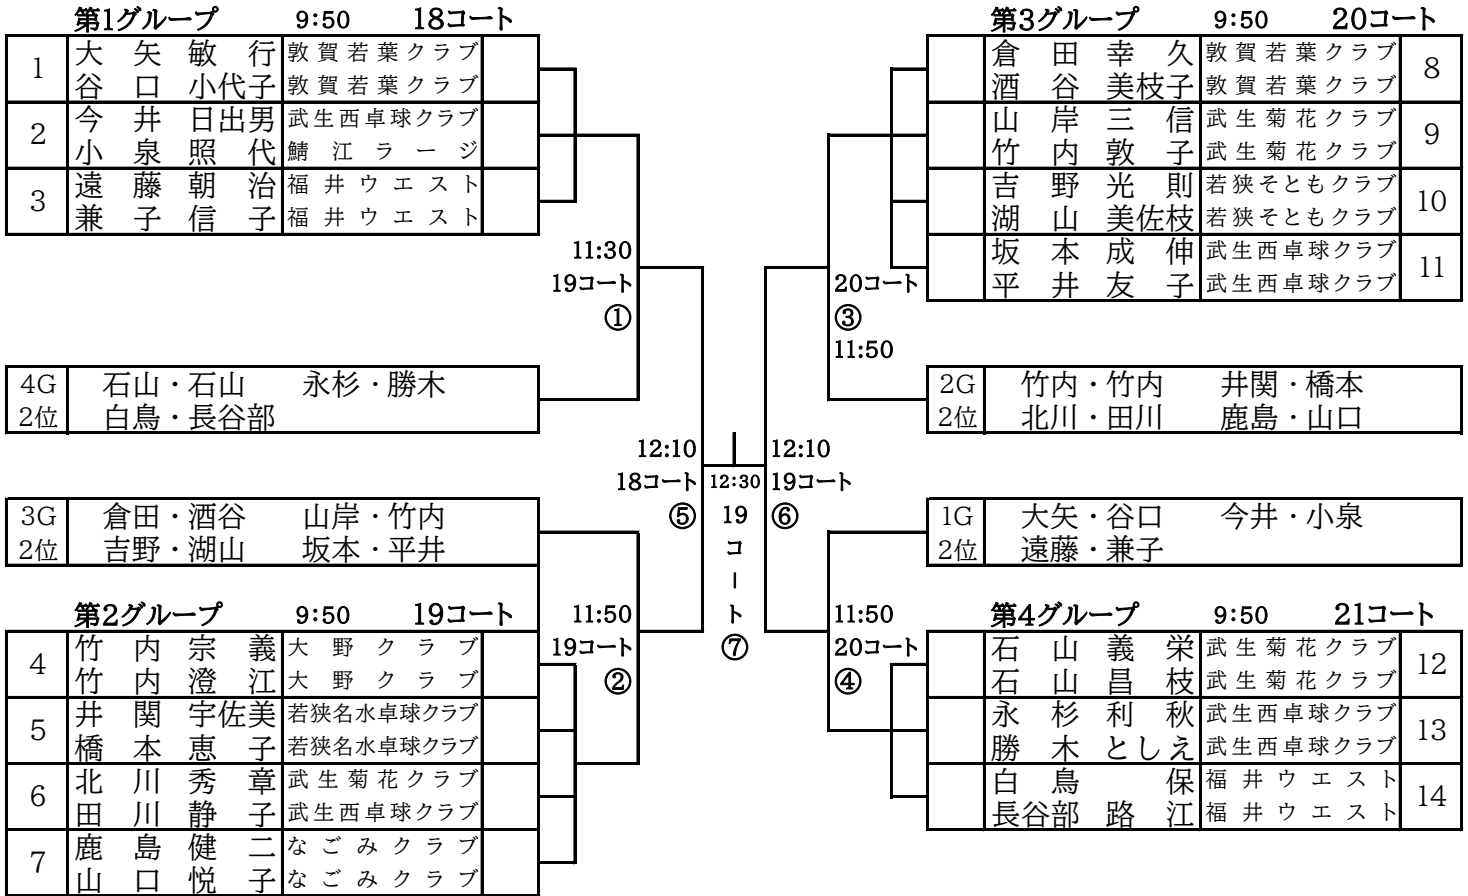 第1グループ 9:50 18コート
1 大矢敏行 敦賀若葉クラブ
谷口小代子 敦賀若葉クラブ
2 今井日出男 武生西卓球クラブ
小泉照代 鯖江ラージ
3 遠藤朝治 福井ウエスト
兼子信子 福井ウエスト
11:30
19コート
①
4G 石山・石山 永杉・勝木
2位 白鳥・長谷部
12:10
18コート
⑤
3G 倉田・酒谷 山岸・竹内
2位 吉野・湖山 坂本・平井
第2グループ 9:50 19コート
11:50
19コート
②
4 竹内宗義 大野クラブ
竹内澄江 大野クラブ
5 井関宇佐美 若狭名水卓球クラブ
橋本恵子 若狭名水卓球クラブ
6 北川秀章 武生菊花クラブ
田川静子 武生西卓球クラブ
7 鹿島健二 なごみクラブ
山口悦子 なごみクラブ
12:30
19
コ
ー
ト
⑦
第3グループ 9:50 20コート
倉田幸久 敦賀若葉クラブ 8
酒谷美枝子 敦賀若葉クラブ
山岸三信 武生菊花クラブ 9
竹内敦子 武生菊花クラブ
吉野光則 若狭そともクラブ 10
湖山美佐枝 若狭そともクラブ
坂本成伸 武生西卓球クラブ 11
平井友子 武生西卓球クラブ
20コート
③
11:50
2G 竹内・竹内 井関・橋本
2位 北川・田川 鹿島・山口
12:10
19コート
⑥
1G 大矢・谷口 今井・小泉
2位 遠藤・兼子
第4グループ 9:50 21コート
11:50
20コート
④
石山義栄 武生菊花クラブ 12
石山昌枝 武生菊花クラブ
永杉利秋 武生西卓球クラブ 13
勝木としえ 武生西卓球クラブ
白鳥保 福井ウエスト 14
長谷部路江 福井ウエスト